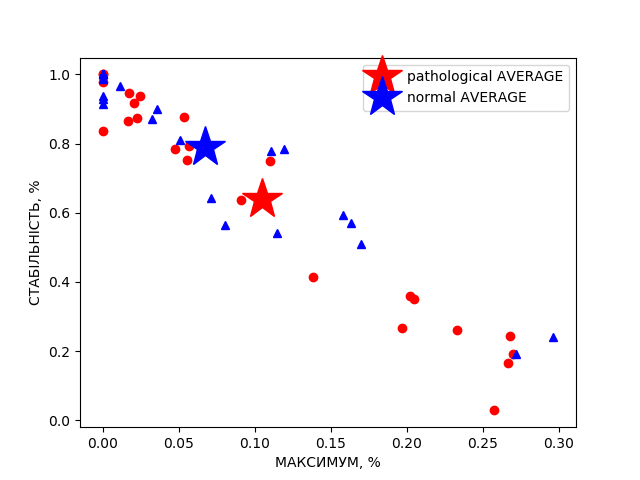 pathological AVERAGE
normal AVERAGE
1.0
0.8
0.6
0.4
0.2
0.0
СТАБІЛЬНІСТЬ, %
0.00 0.05 0.10 0.15 0.20 0.25 0.30
МАКСИМУМ, %